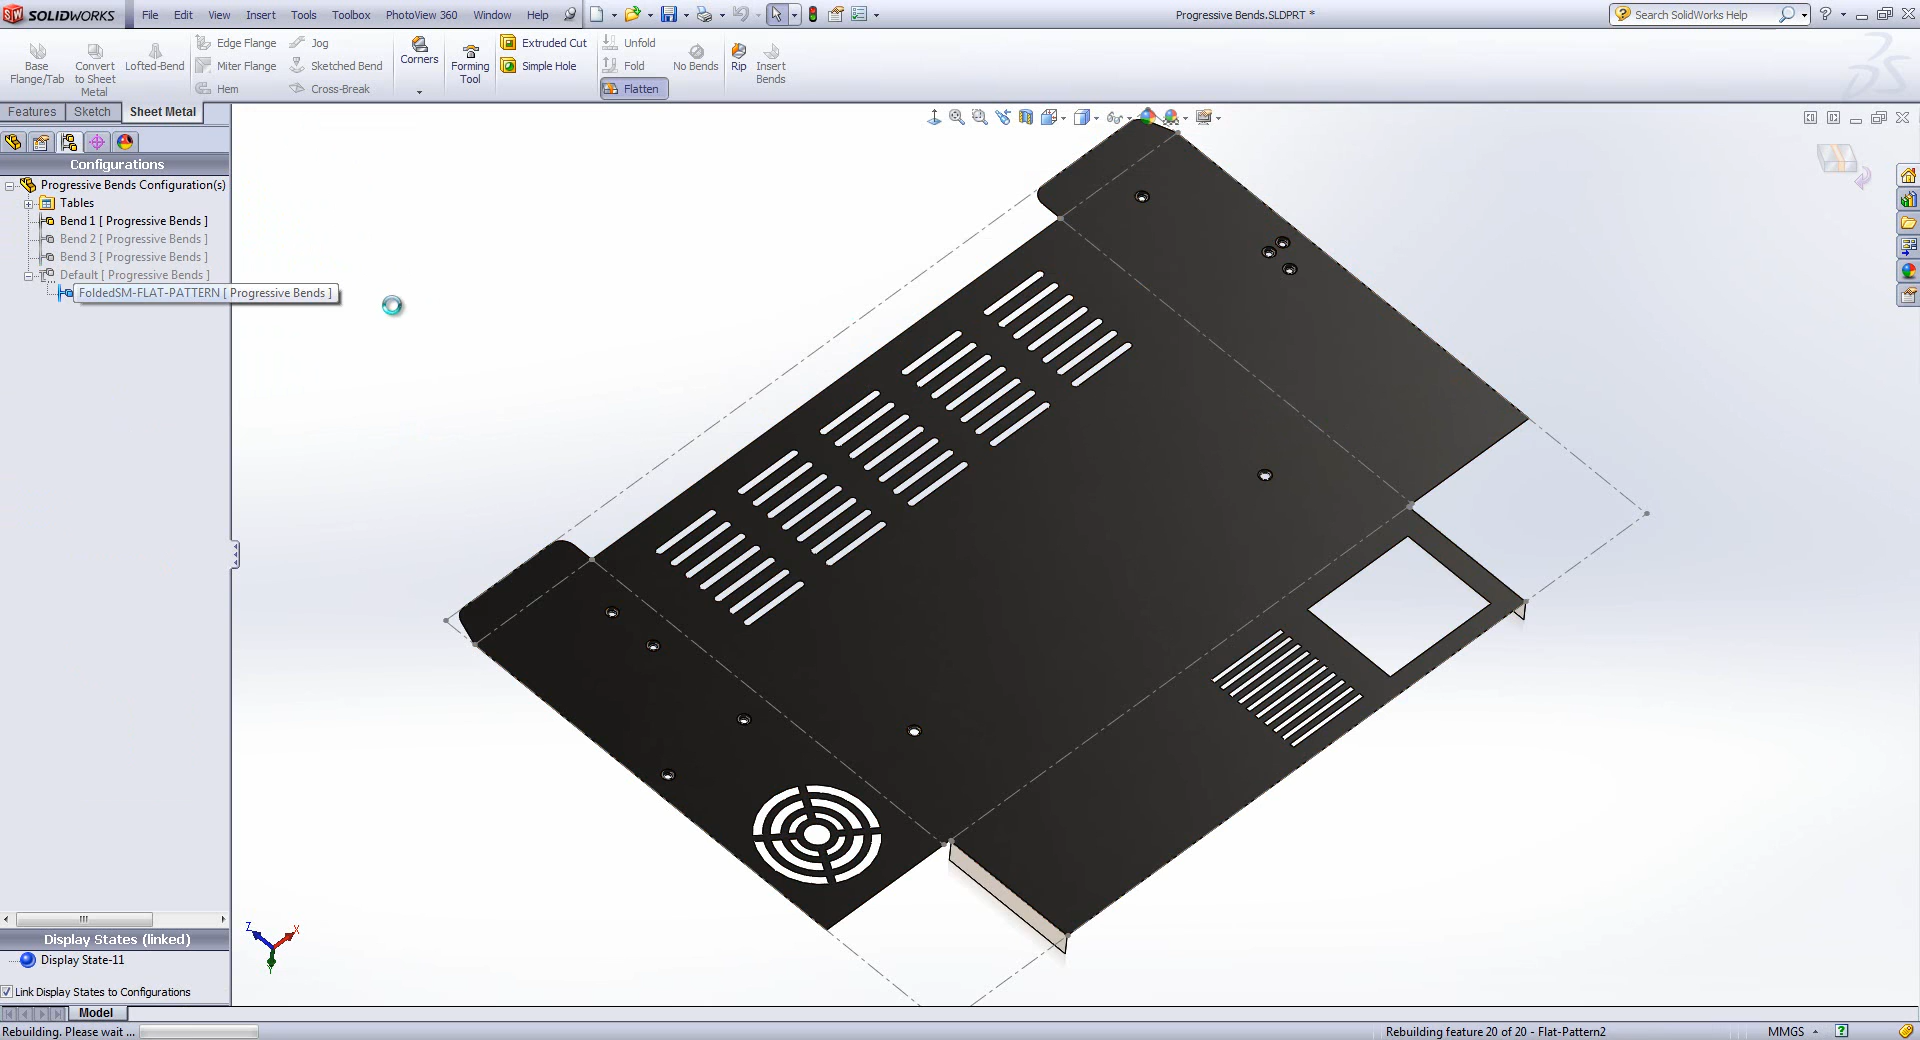 SOLIDWORKS File Edit View Insert Tools Toolbox PhotoView 360 Window Help Progressive Bends.SLDPRT * Search SolidWorks Help
Base Flange/Tab
Convert to Sheet Metal
Lofted-Bend
Edge Flange
Miter Flange
Hem
Jog
Sketched Bend
Cross-Break
Corners
Forming Tool
Extruded Cut
Simple Hole
Unfold
Fold
Flatten
No Bends
Rip
Insert Bends
Features Sketch Sheet Metal
Configurations
Progressive Bends Configuration(s)
Tables
Bend 1 [ Progressive Bends ]
Bend 2 [ Progressive Bends ]
Bend 3 [ Progressive Bends ]
Default [ Progressive Bends ]
FoldedSM-FLAT-PATTERN [ Progressive Bends ]
Z X
Y
Display States (linked)
Display State-11
Link Display States to Configurations
Model
Rebuilding. Please wait ... Rebuilding feature 20 of 20 - Flat-Pattern2 MMGS